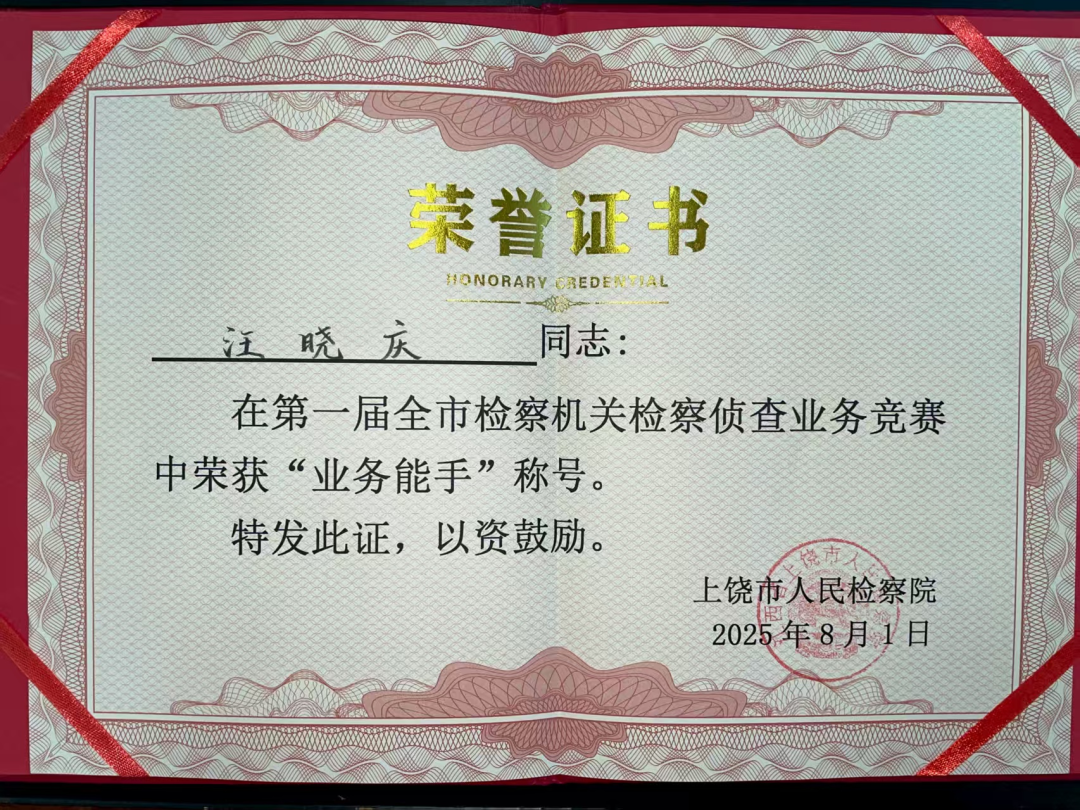 荣誉证书
HONORARY CREDENTIAL
汪晓庆同志：
在第一届全市检察机关检察侦查业务竞赛
中荣获“业务能手”称号。
特发此证，以资鼓励。
上饶市人民检察院
2025年8月1日